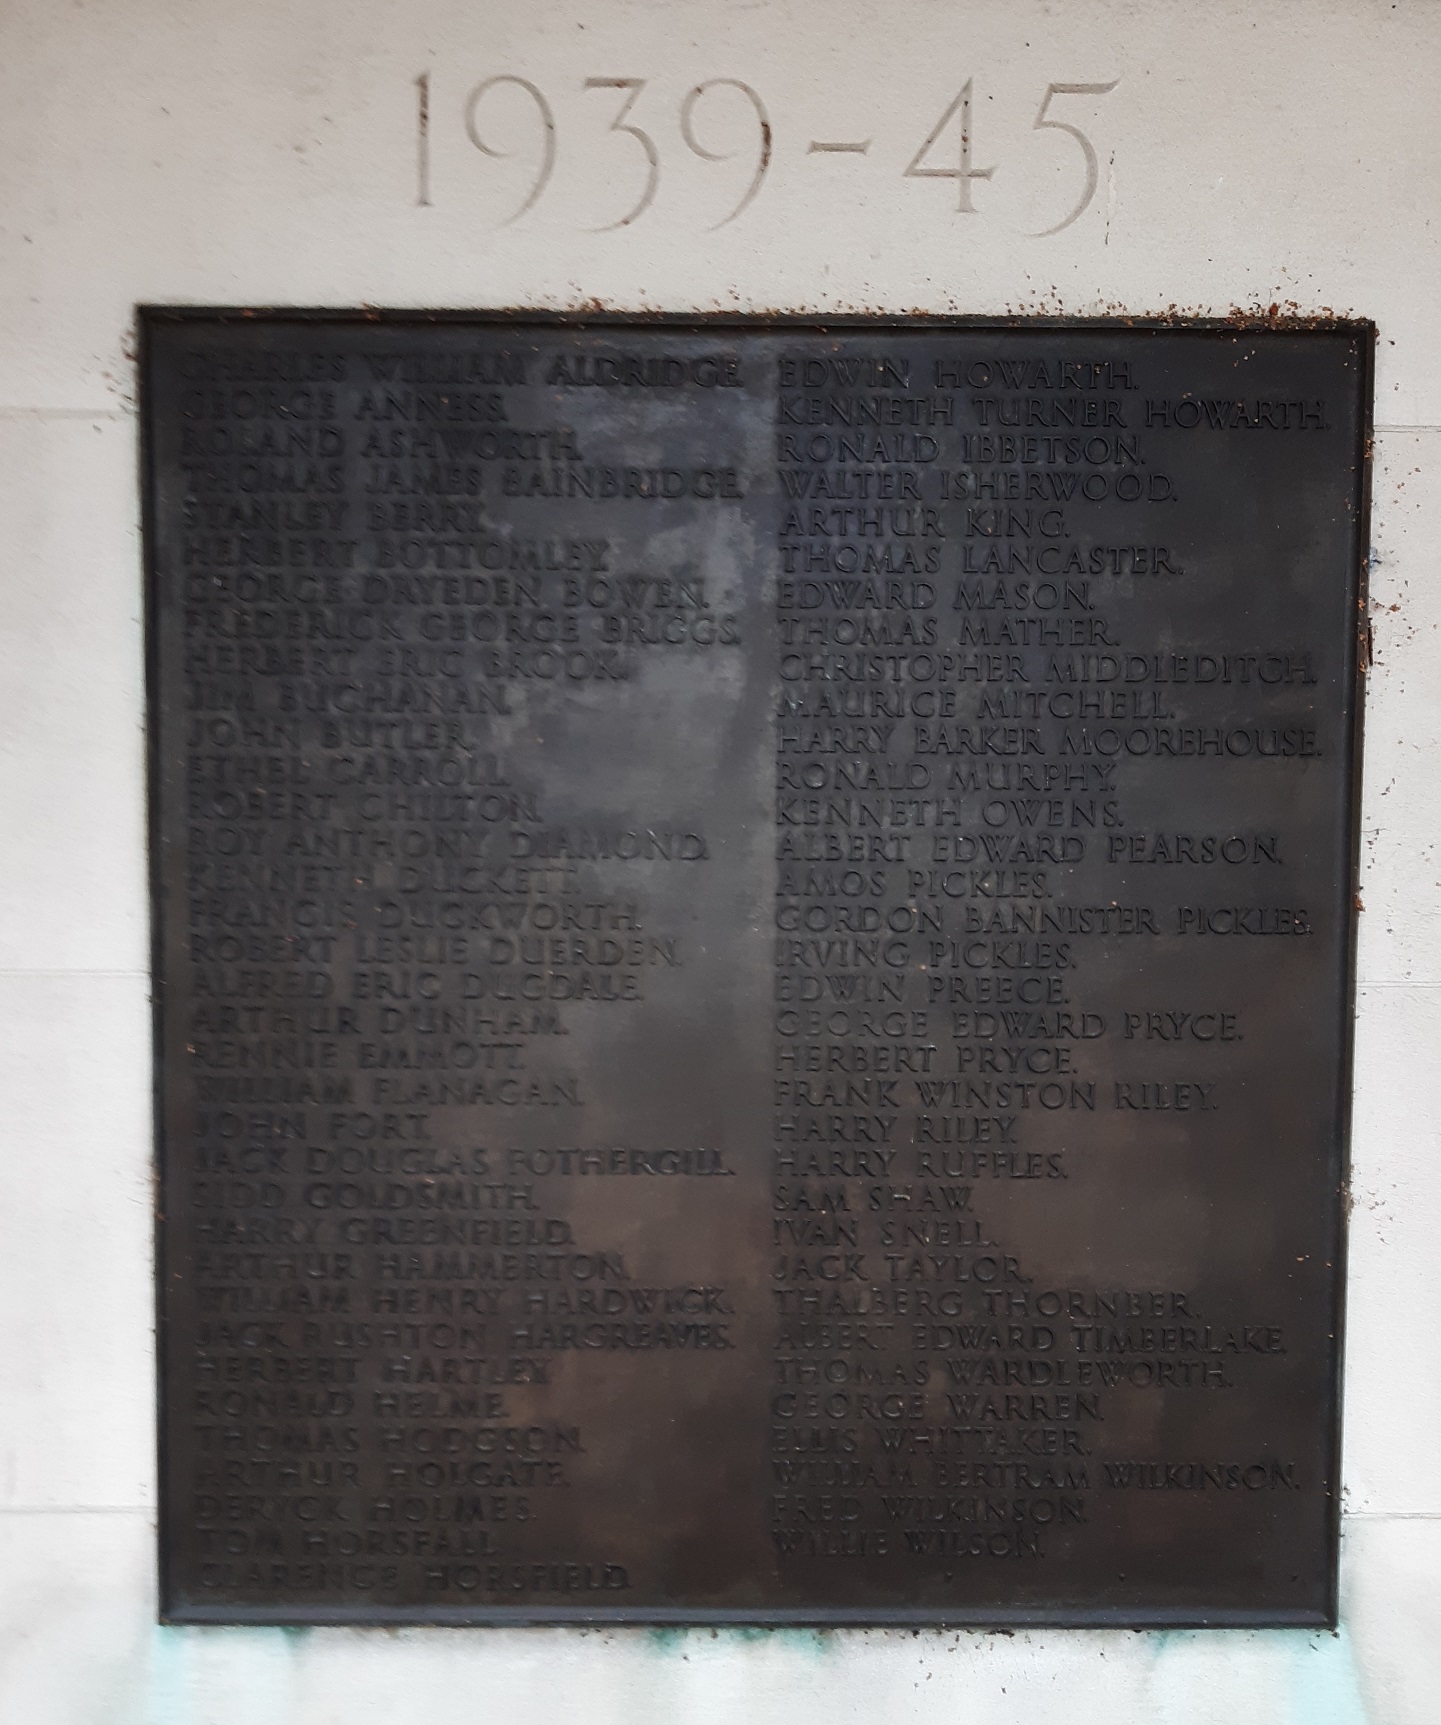 1939-45
CHARLES WILLIAM ALDRIDGE.
GEORGE ANNESS.
ROLAND ASHWORTH.
THOMAS JAMES BAINBRIDGE.
STANLEY BERRY.
HERBERT BOTTOMLEY.
GEORGE DRYEDEN BOWEN.
FREDERICK GEORGE BRIGGS.
HERBERT ERIC BROOK.
JIM BUCHANAN.
JOHN BUTLER.
ETHEL CARROLL.
ROBERT CHILTON.
ROY ANTHONY DIAMOND.
KENNETH DUCKETT.
FRANCIS DUCKWORTH.
ROBERT LESLIE DUERDEN.
ALFRED ERIC DUGDALE.
ARTHUR DUNHAM.
RENNIE EMMOTT.
WILLIAM FLANAGAN.
JOHN FORT.
JACK DOUGLAS FOTHERGILL.
SIDD GOLDSMITH.
HARRY GREENFIELD.
ARTHUR HAMMERTON.
WILLIAM HENRY HARDWICK.
JACK RUSHTON HARGREAVES.
HERBERT HARTLEY
RONALD HELME.
THOMAS HODGSON.
ARTHUR HOLGATE.
DERYCK HOLMES.
TOM HORSFALL.
CLARENCE HORSFIELD.
EDWIN HOWARTH.
KENNETH TURNER HOWARTH.
RONALD IBBETSON.
WALTER ISHERWOOD.
ARTHUR KING.
THOMAS LANCASTER.
EDWARD MASON.
THOMAS MATHER.
CHRISTOPHER MIDDLEDITCH.
MAURICE MITCHELL.
HARRY BARKER MOOREHOUSE.
RONALD MURPHY.
KENNETH OWENS.
ALBERT EDWARD PEARSON.
AMOS PICKLES.
GORDON BANNISTER PICKLES.
IRVING PICKLES.
EDWIN PREECE.
GEORGE EDWARD PRYCE.
HERBERT PRYCE.
FRANK WINSTON RILEY.
HARRY RILEY.
HARRY RUFFLES.
SAM SHAW.
IVAN SNELL.
JACK TAYLOR.
THALBERG THORNBER.
ALBERT EDWARD TIMBERLAKE.
THOMAS WARDLEWORTH.
GEORGE WARREN.
ELLIS WHITTAKER.
WILLIAM BERTRAM WILKINSON.
FRED WILKINSON.
WILLIE WILSON.